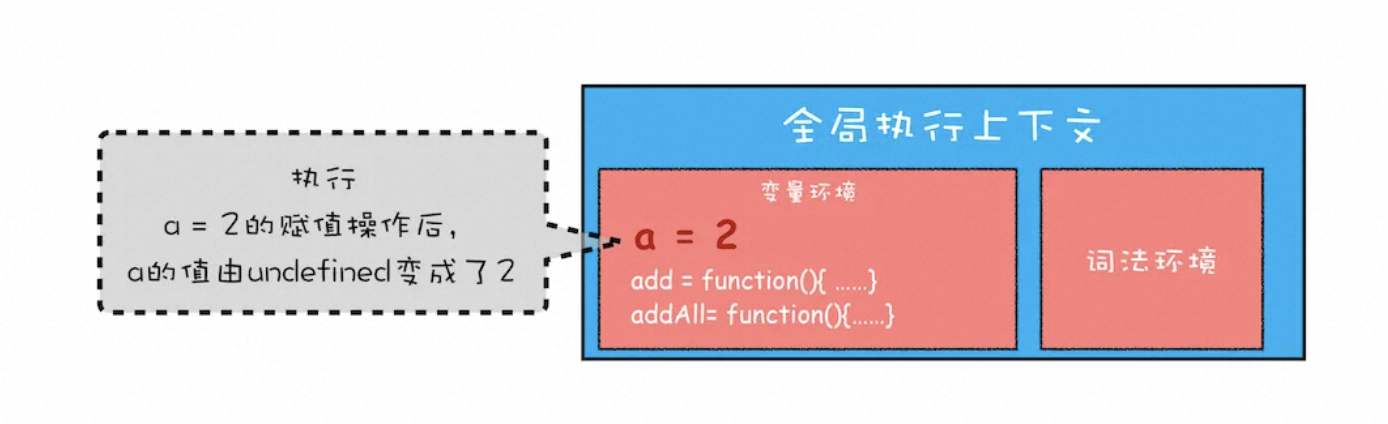 全局执行上下文
执行
a = 2的赋值操作后,
a的值由undefined变成了2
变量环境
a = 2
add = function(){ ......}
addAll= function(){......}
词法环境